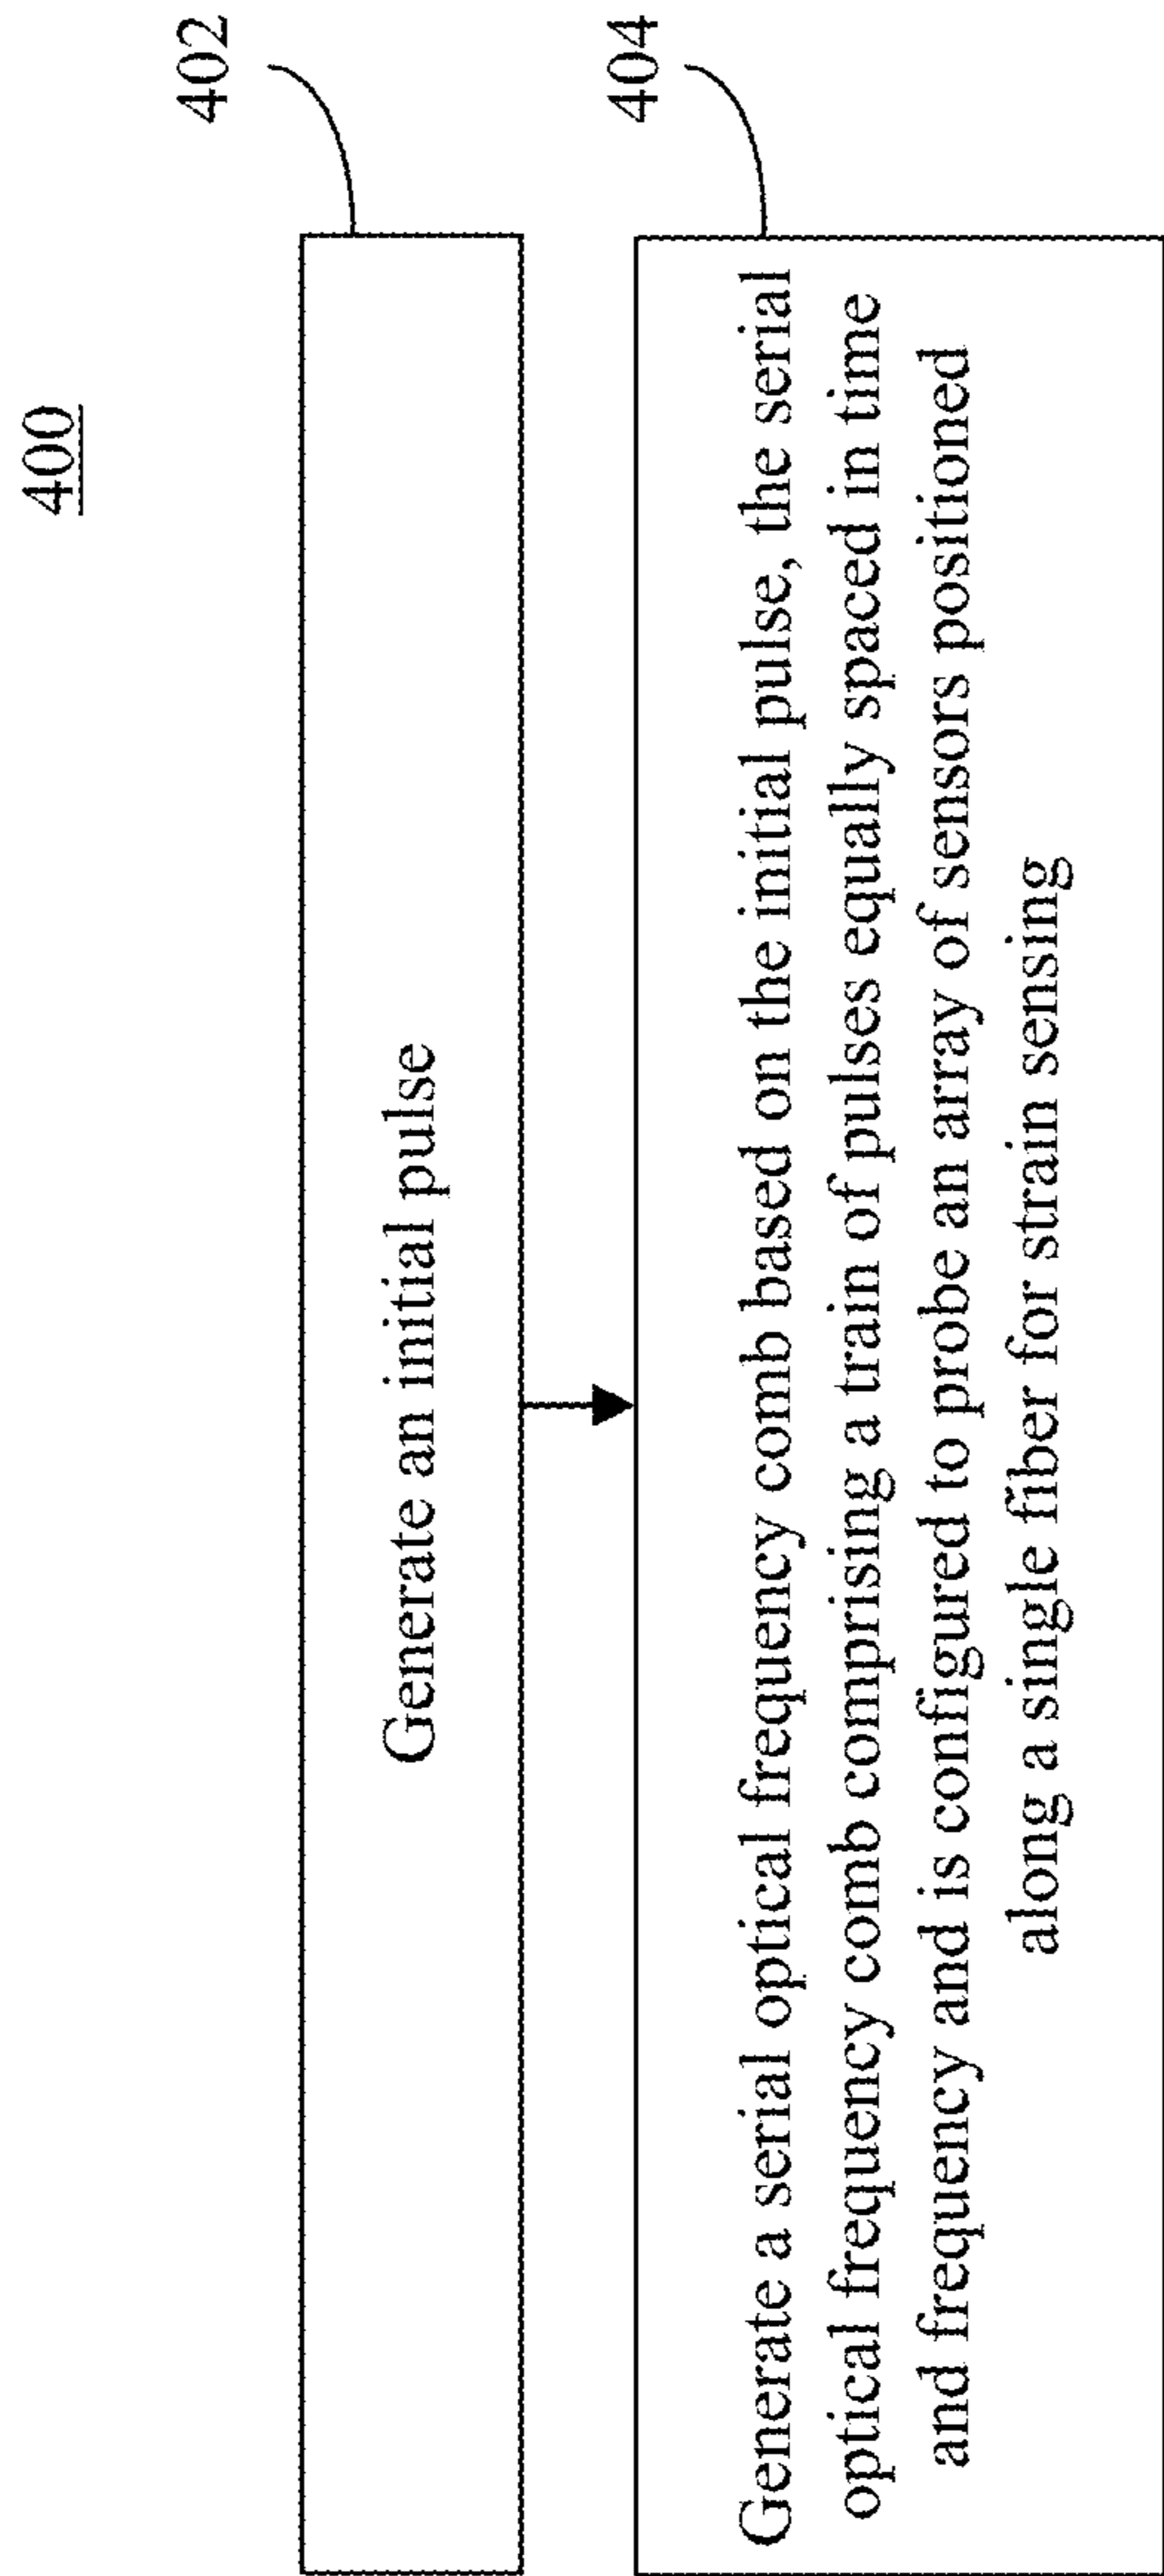 400
402
Generate an initial pulse
404
Generate a serial optical frequency comb based on the initial pulse, the serial
optical frequency comb comprising a train of pulses equally spaced in time
and frequency and is configured to probe an array of sensors positioned
along a single fiber for strain sensing